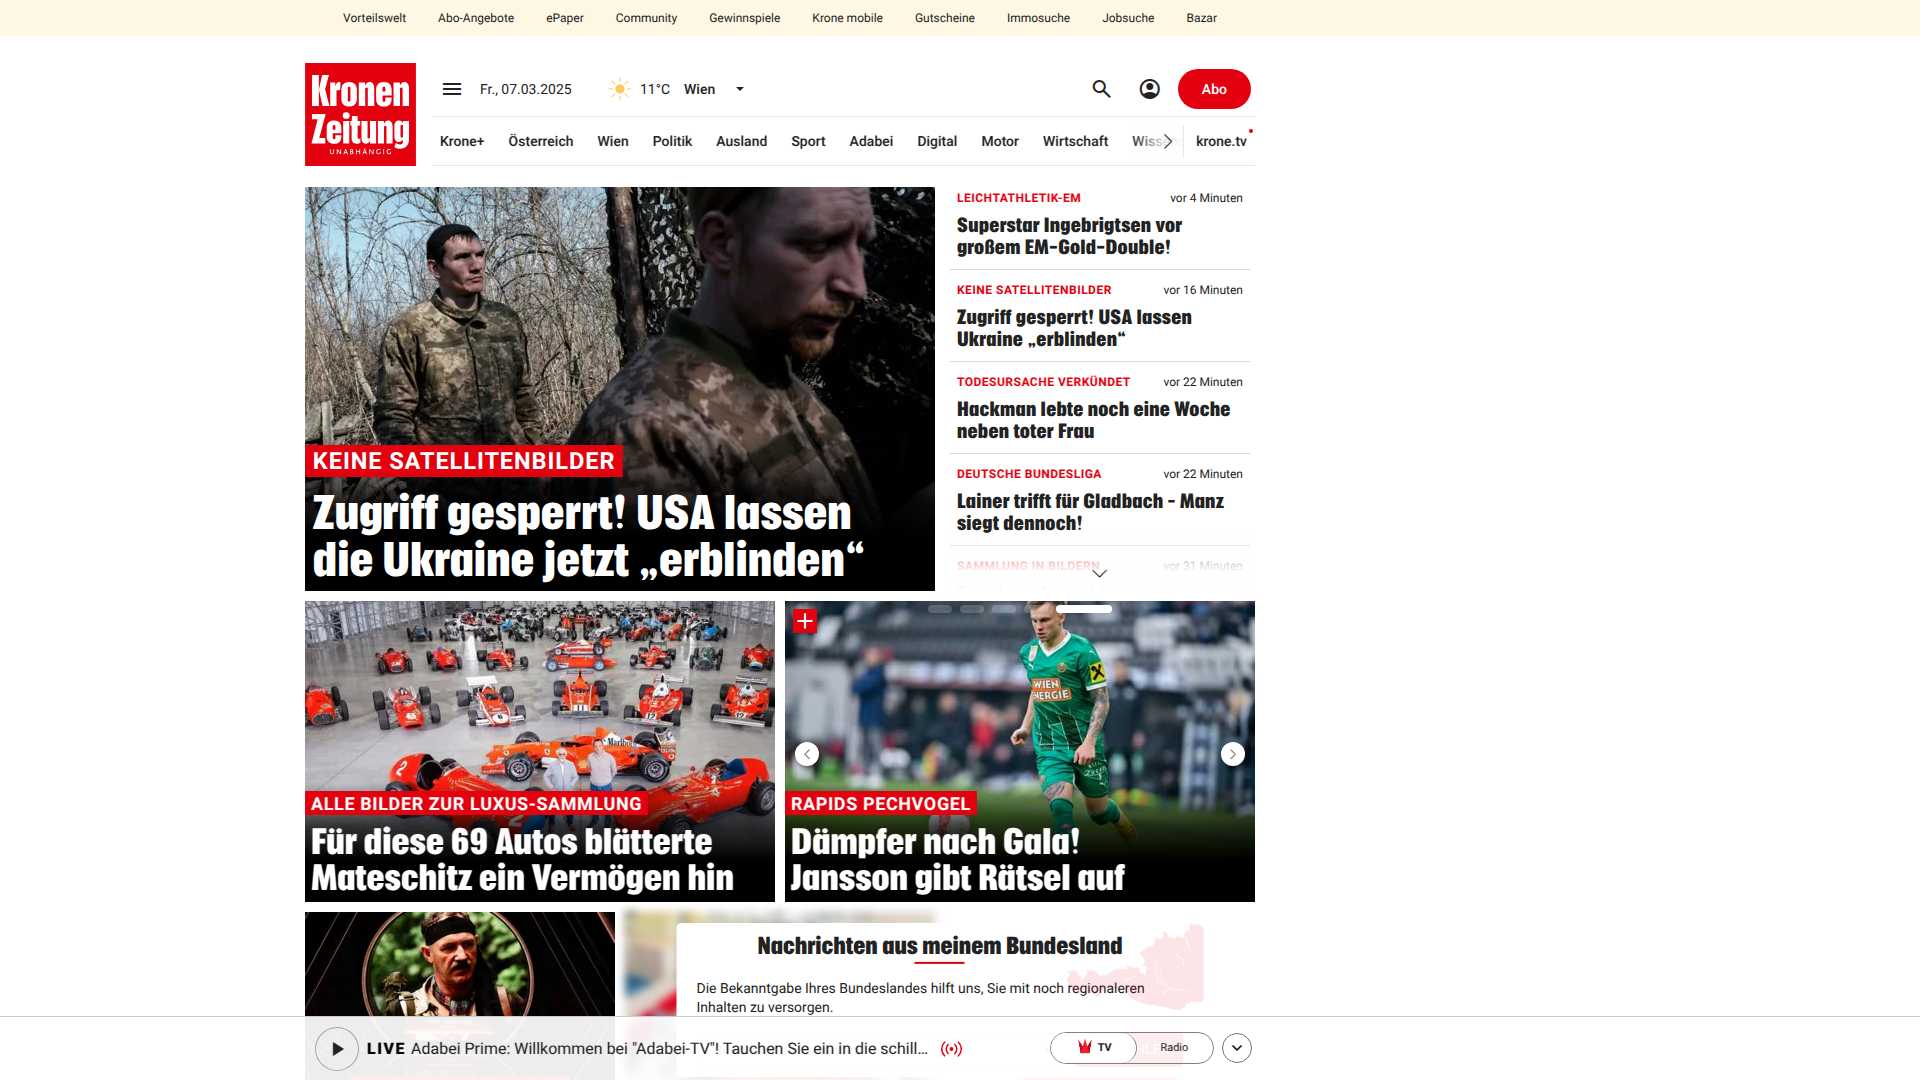 Vorteilswelt Abo-Angebote ePaper Community Gewinnspiele Krone mobile Gutscheine Immosuche Jobsuche Bazar
Kronen
Zeitung
UNABHÄNGIG
Fr., 07.03.2025 11°C Wien Abo
Krone+ Österreich Wien Politik Ausland Sport Adabei Digital Motor Wirtschaft krone.tv
KEINE SATELLITENBILDER
Zugriff gesperrt! USA lassen
die Ukraine jetzt „erblinden“
LEICHTATHLETIK-EM vor 4 Minuten
Superstar Ingebrigtsen vor
großem EM-Gold-Double!
KEINE SATELLITENBILDER vor 16 Minuten
Zugriff gesperrt! USA lassen
Ukraine „erblinden“
TODESURSACHE VERKÜNDET vor 22 Minuten
Hackman lebte noch eine Woche
neben toter Frau
DEUTSCHE BUNDESLIGA vor 22 Minuten
Lainer trifft für Gladbach - Manz
siegt dennoch!
SAMMLUNG IN BILDERN vor 31 Minuten
ALLE BILDER ZUR LUXUS-SAMMLUNG
Für diese 69 Autos blätterte
Mateschitz ein Vermögen hin
WIEN
ENERGIE
RAPIDS PECHVOGEL
Dämpfer nach Gala!
Jansson gibt Rätsel auf
Nachrichten aus meinem Bundesland
Die Bekanntgabe Ihres Bundeslandes hilft uns, Sie mit noch regionaleren
Inhalten zu versorgen.
LIVE Adabei Prime: Willkommen bei "Adabei-TV"! Tauchen Sie ein in die schill... TV Radio